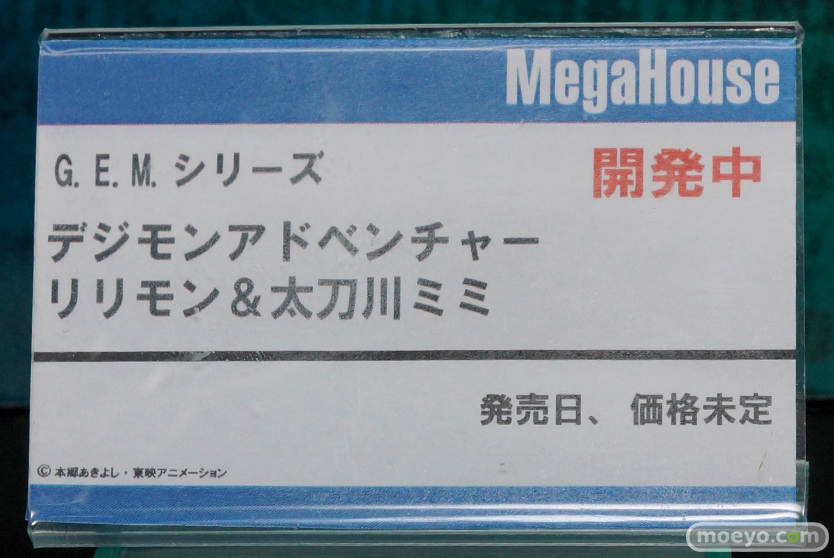 MegaHouse
G.E.M.シリーズ
開発中
デジモンアドベンチャー
リリモン&太刀川ミミ
発売日、価格未定
© 本郷あきよし・東映アニメーション
moeyo.com